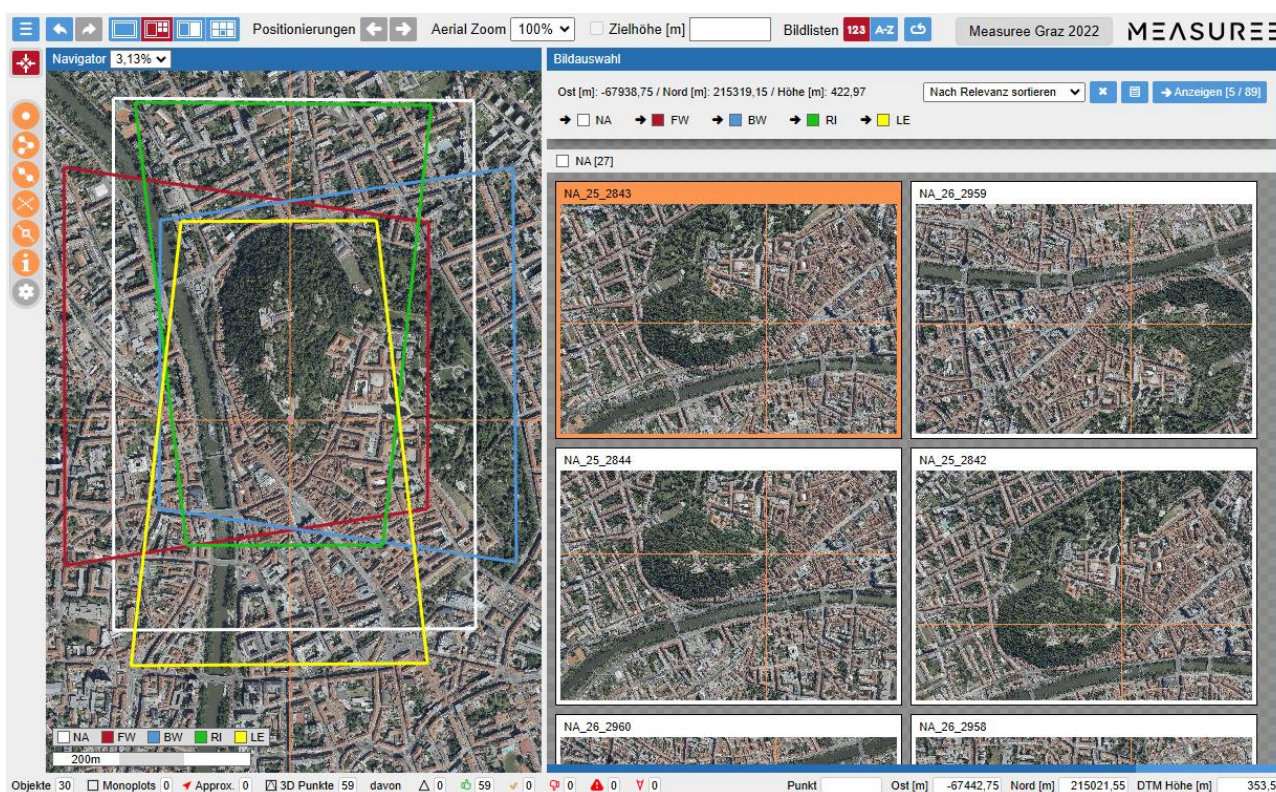 Positionierungen Aerial Zoom 100% Zielhöhe [m] Bildlisten 123 A-Z Measuree Graz 2022 MEASUREE
Navigator 3,13%
Bildauswahl
Ost [m]: -67938,75 / Nord [m]: 215319,15 / Höhe [m]: 422,97 Nach Relevanz sortieren Anzeigen [5 / 89]
NA FW BW RI LE
NA [27]
NA_25_2843 NA_26_2959
NA_25_2844 NA_25_2842
NA_26_2960 NA_26_2958
NA FW BW RI LE
200m
Objekte 30 Monoplots 0 Approx. 0 3D Punkte 59 davon 0 59 0 0 0 0 Punkt Ost [m] -67442,75 Nord [m] 215021,55 DTM Höhe [m] 353,5